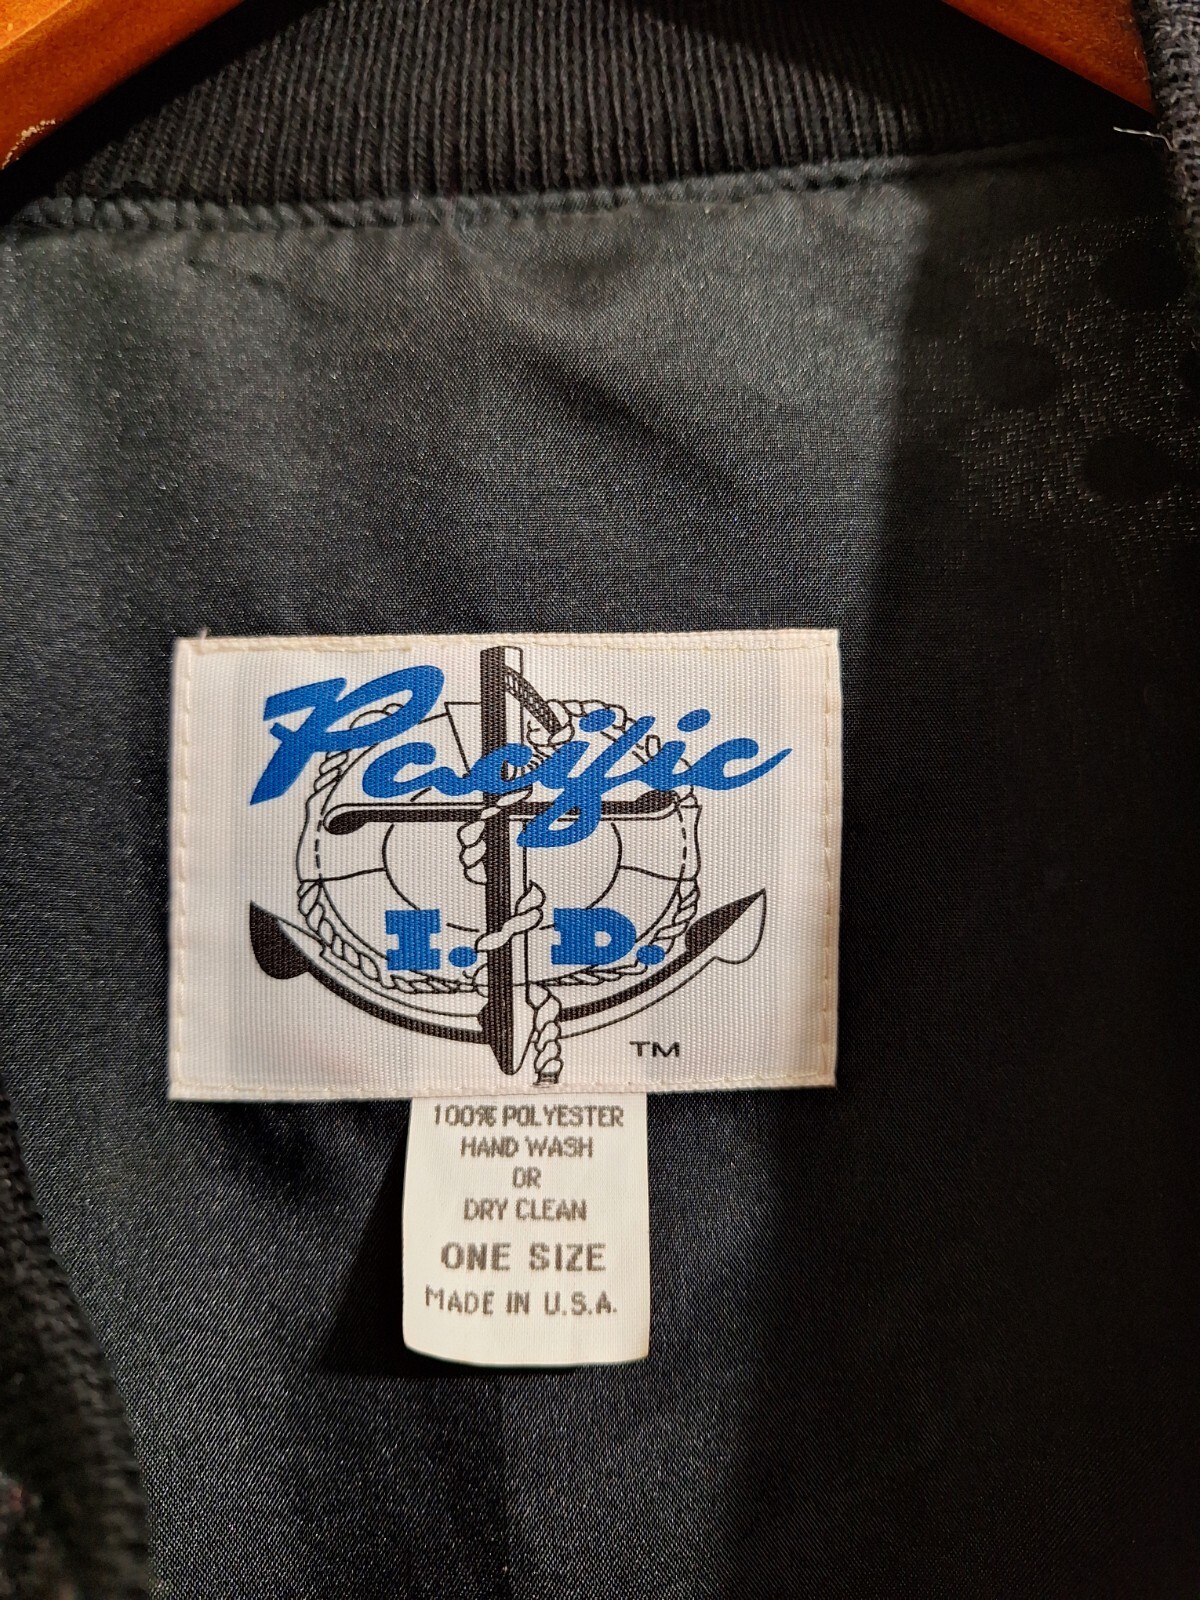 Pacific
I. D.
TM
100% POLYESTER
HAND WASH
OR
DRY CLEAN
ONE SIZE
MADE IN U.S.A.